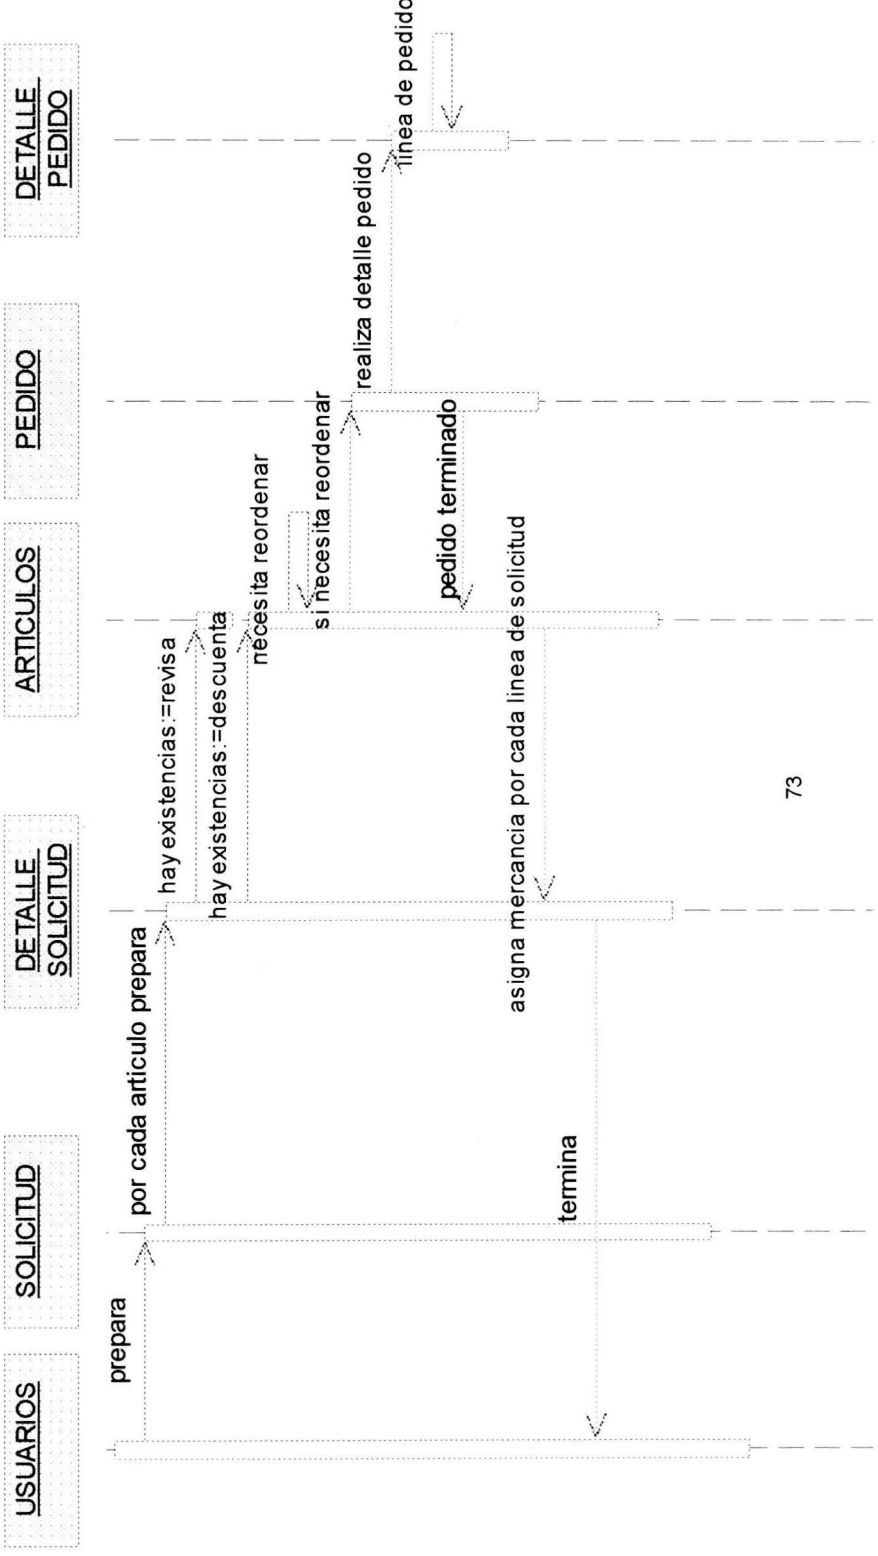 USUARIOS
SOLICITUD
DETALLE
SOLICITUD
ARTICULOS
PEDIDO
DETALLE
PEDIDO
prepara
por cada articulo prepara
hay existencias:=revisa
hay existencias:=descuenta
necesita reordenar
si necesita reordenar
realiza detalle pedido
linea de pedido
pedido terminado
asigna mercancia por cada linea de solicitud
termina
73